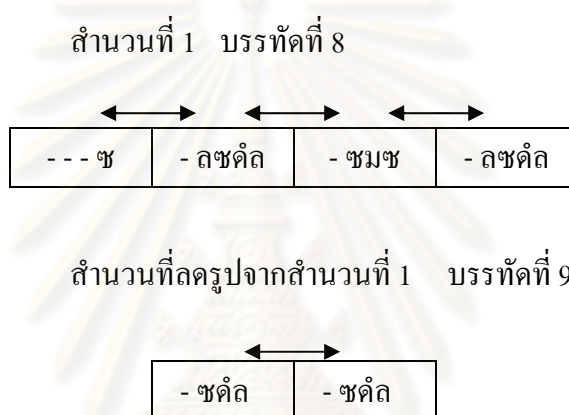 สำนวนที่ 1 บรรทัดที่ 8
- - - ซ - ลซดํล - ซมซ - ลซดํล
สำนวนที่ลดรูปจากสำนวนที่ 1 บรรทัดที่ 9
- ซดํล - ซดํล